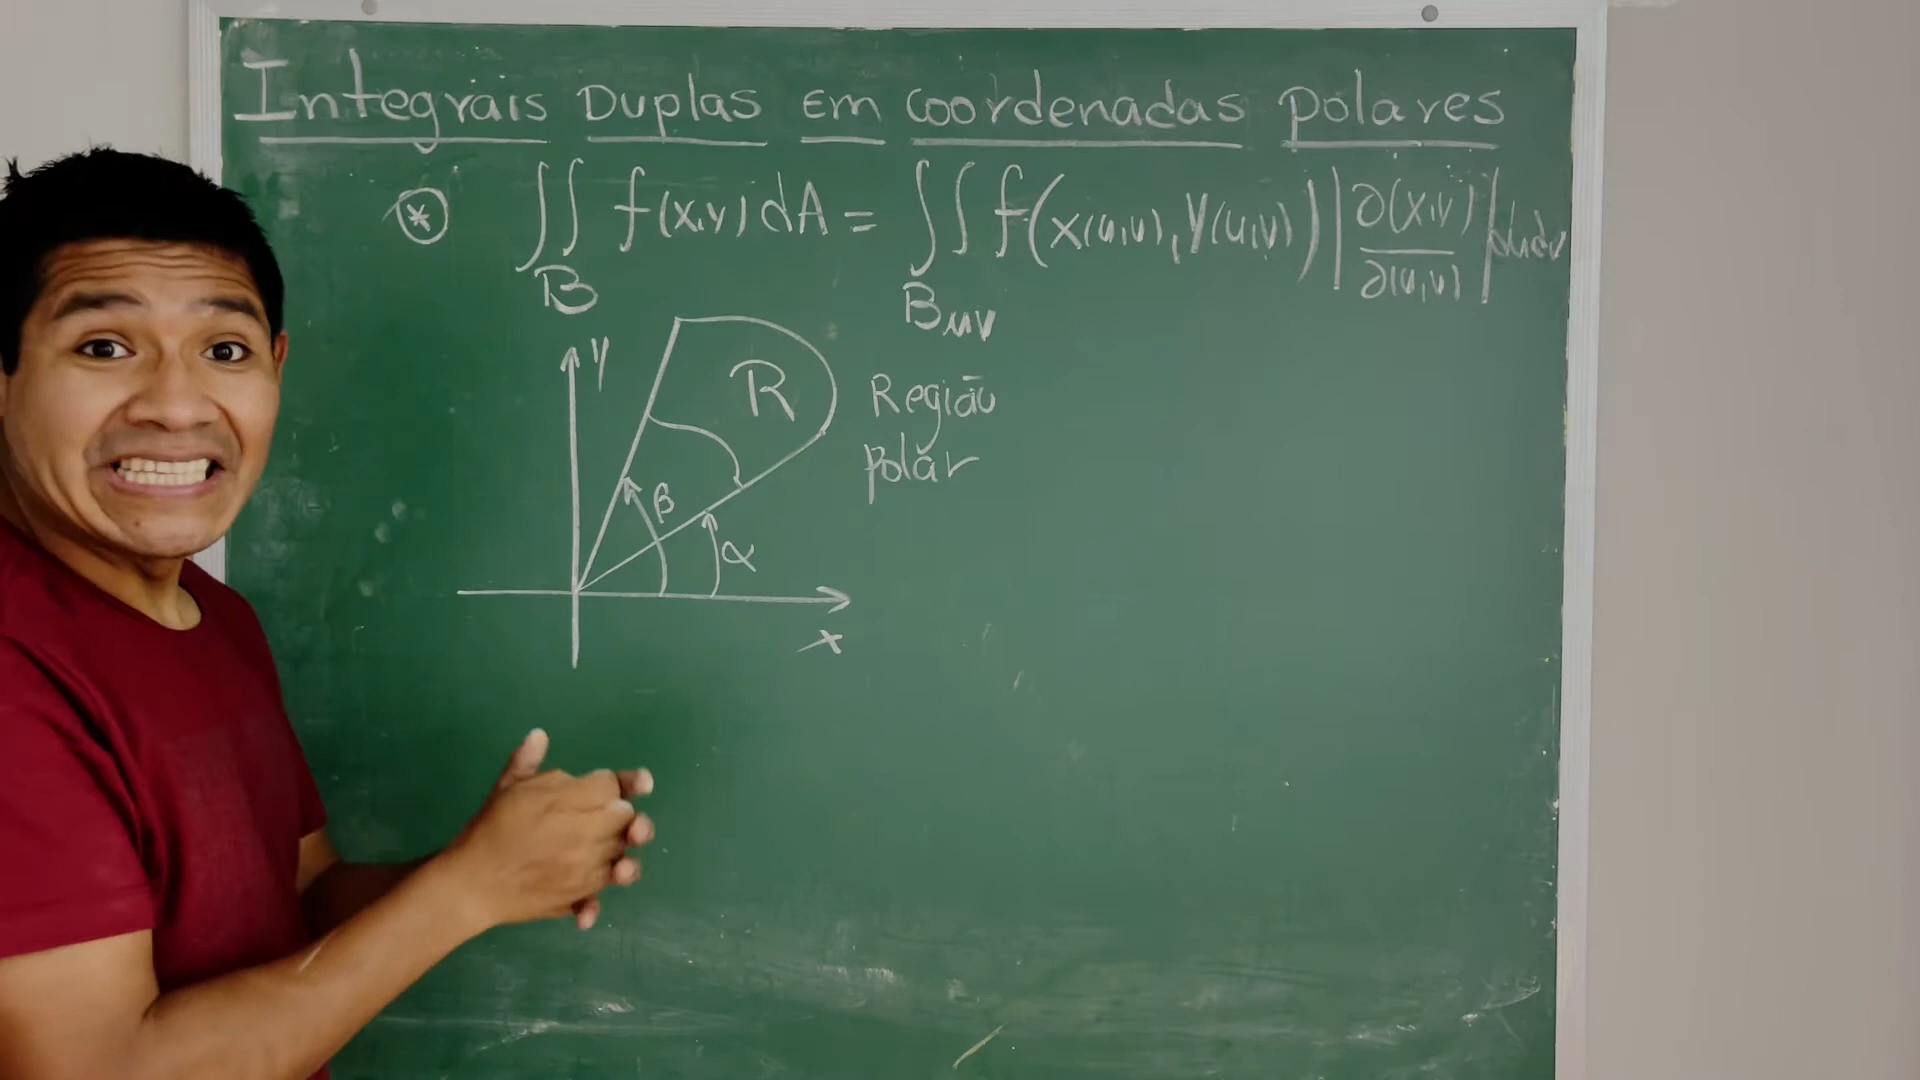 Integrais Duplas em coordenadas polares
⊛ ∬ f(x,y) dA = ∬ f(x(u,v), y(u,v)) |∂(x,y)/∂(u,v)| dudv
B Buv
y
R Região
polar
β
α
x